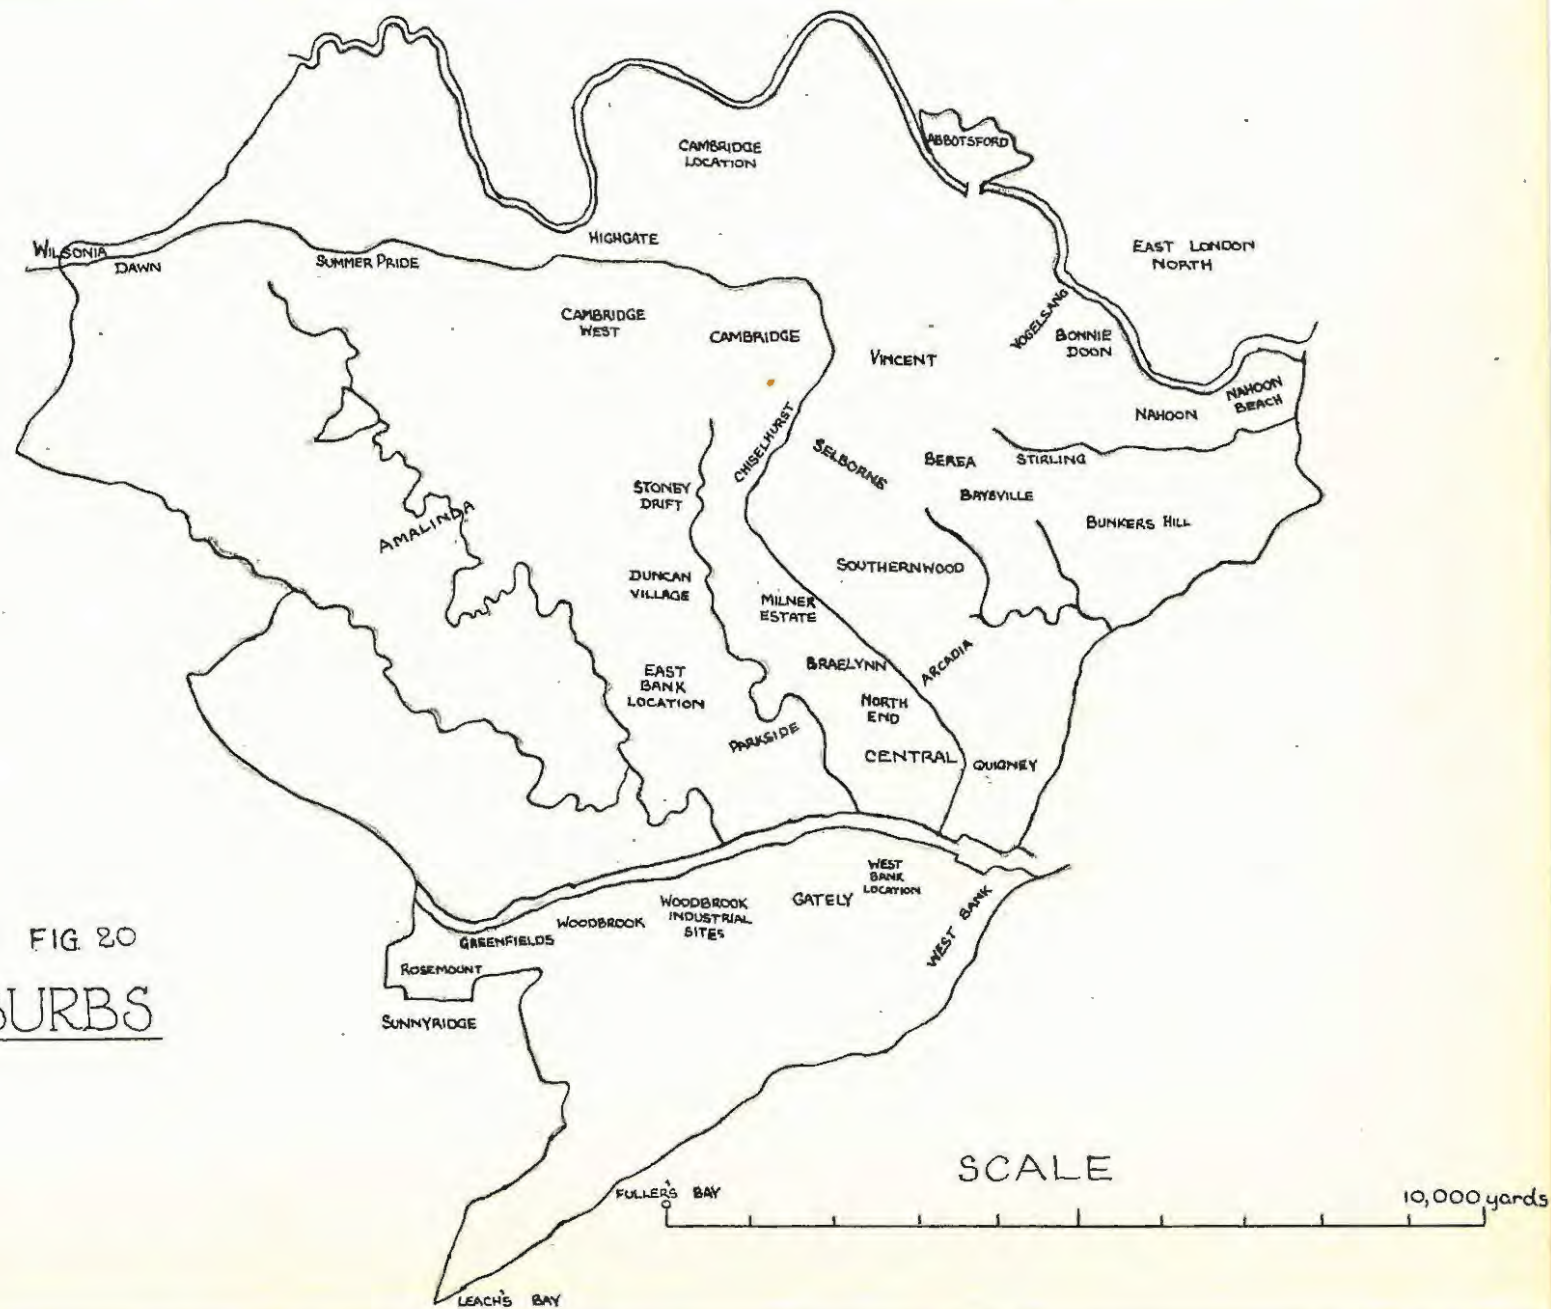 ABBOTSFORD
CAMBRIDGE
LOCATION
HIGHGATE
EAST LONDON
NORTH
WILSONIA
DAWN
SUMMER PRIDE
CAMBRIDGE
WEST
CAMBRIDGE
VINCENT
VOGELSANG
BONNIE
DOON
NAHOON
NAHOON
BEACH
CHISELHURST
SELBORNE
BEREA
STIRLING
BAYSVILLE
BUNKERS HILL
STONEY
DRIFT
AMALINDA
SOUTHERNWOOD
DUNCAN
VILLAGE
MILNER
ESTATE
BRAELYNN
ARCADIA
EAST
BANK
LOCATION
NORTH
END
PARKSIDE
CENTRAL
QUIGNEY
WEST
BANK
LOCATION
GATELY
WOODBROOK
INDUSTRIAL
SITES
WOODBROOK
WEST BANK
GREENFIELDS
ROSEMOUNT
SUNNYRIDGE
FIG 20
BURBS
SCALE
FULLER'S BAY
0
10,000 yards
LEACH'S BAY